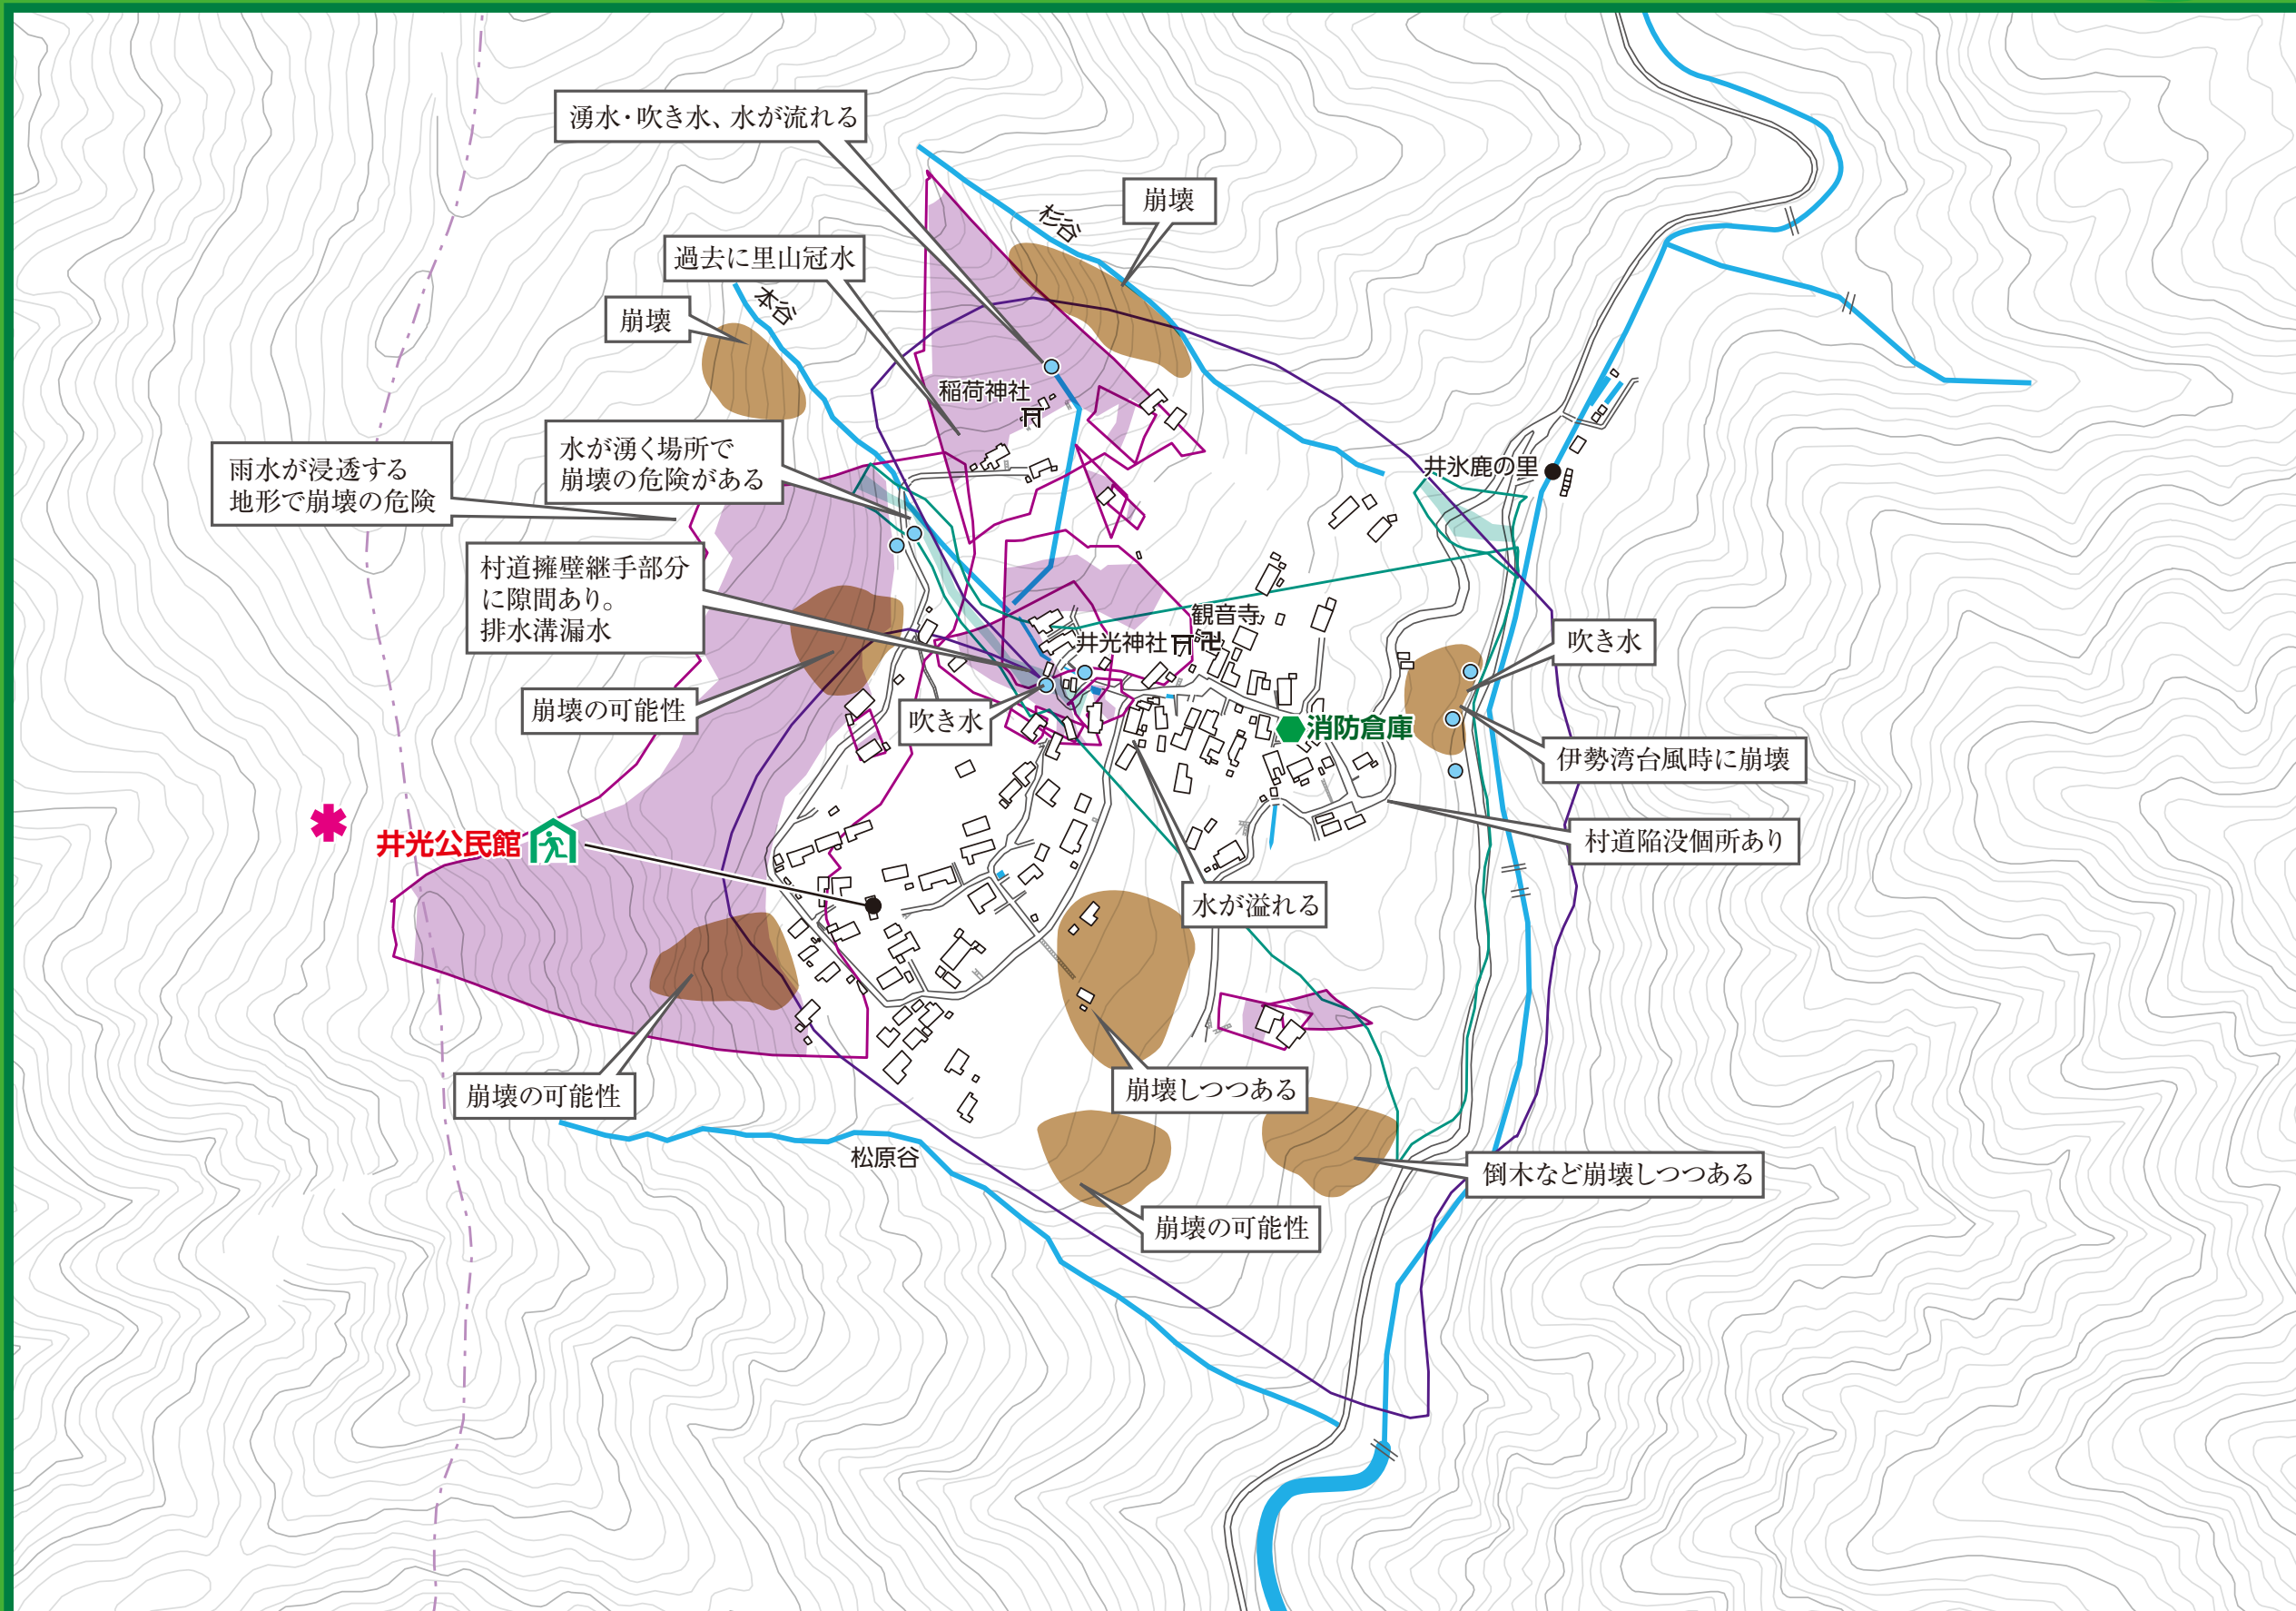 湧水・吹き水、水が流れる
崩壊
杉谷
過去に里山冠水
本谷
崩壊
稲荷神社
水が湧く場所で
崩壊の危険がある
雨水が浸透する
地形で崩壊の危険
井氷鹿の里
村道擁壁継手部分
に隙間あり。
排水溝漏水
観音寺
卍
井光神社
吹き水
崩壊の可能性
吹き水
消防倉庫
伊勢湾台風時に崩壊
村道陥没個所あり
*
井光公民館
水が溢れる
崩壊の可能性
崩壊しつつある
松原谷
倒木など崩壊しつつある
崩壊の可能性